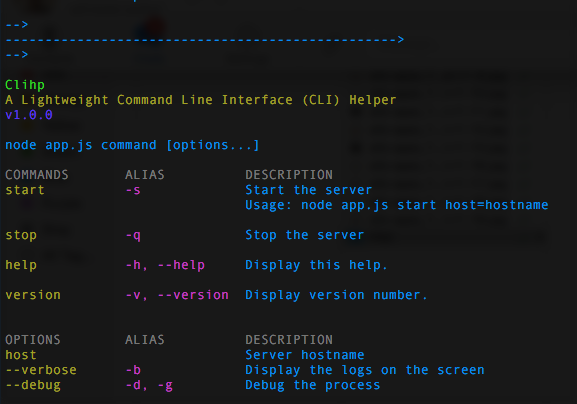 -->
-------------------------------------------------->
-->
Clihp
A Lightweight Command Line Interface (CLI) Helper
v1.0.0
node app.js command [options...]
COMMANDS ALIAS DESCRIPTION
start -s Start the server
Usage: node app.js start host=hostname
stop -q Stop the server
help -h, --help Display this help.
version -v, --version Display version number.
OPTIONS ALIAS DESCRIPTION
host Server hostname
--verbose -b Display the logs on the screen
--debug -d, -g Debug the process